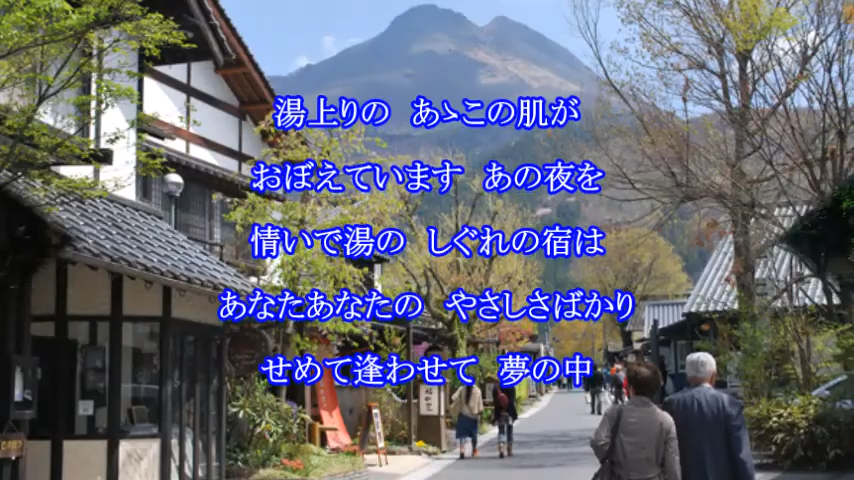 湯上りの　あゝこの肌が
おぼえています　あの夜を
情いで湯の　しぐれの宿は
あなたあなたの　やさしさばかり
せめて逢わせて　夢の中